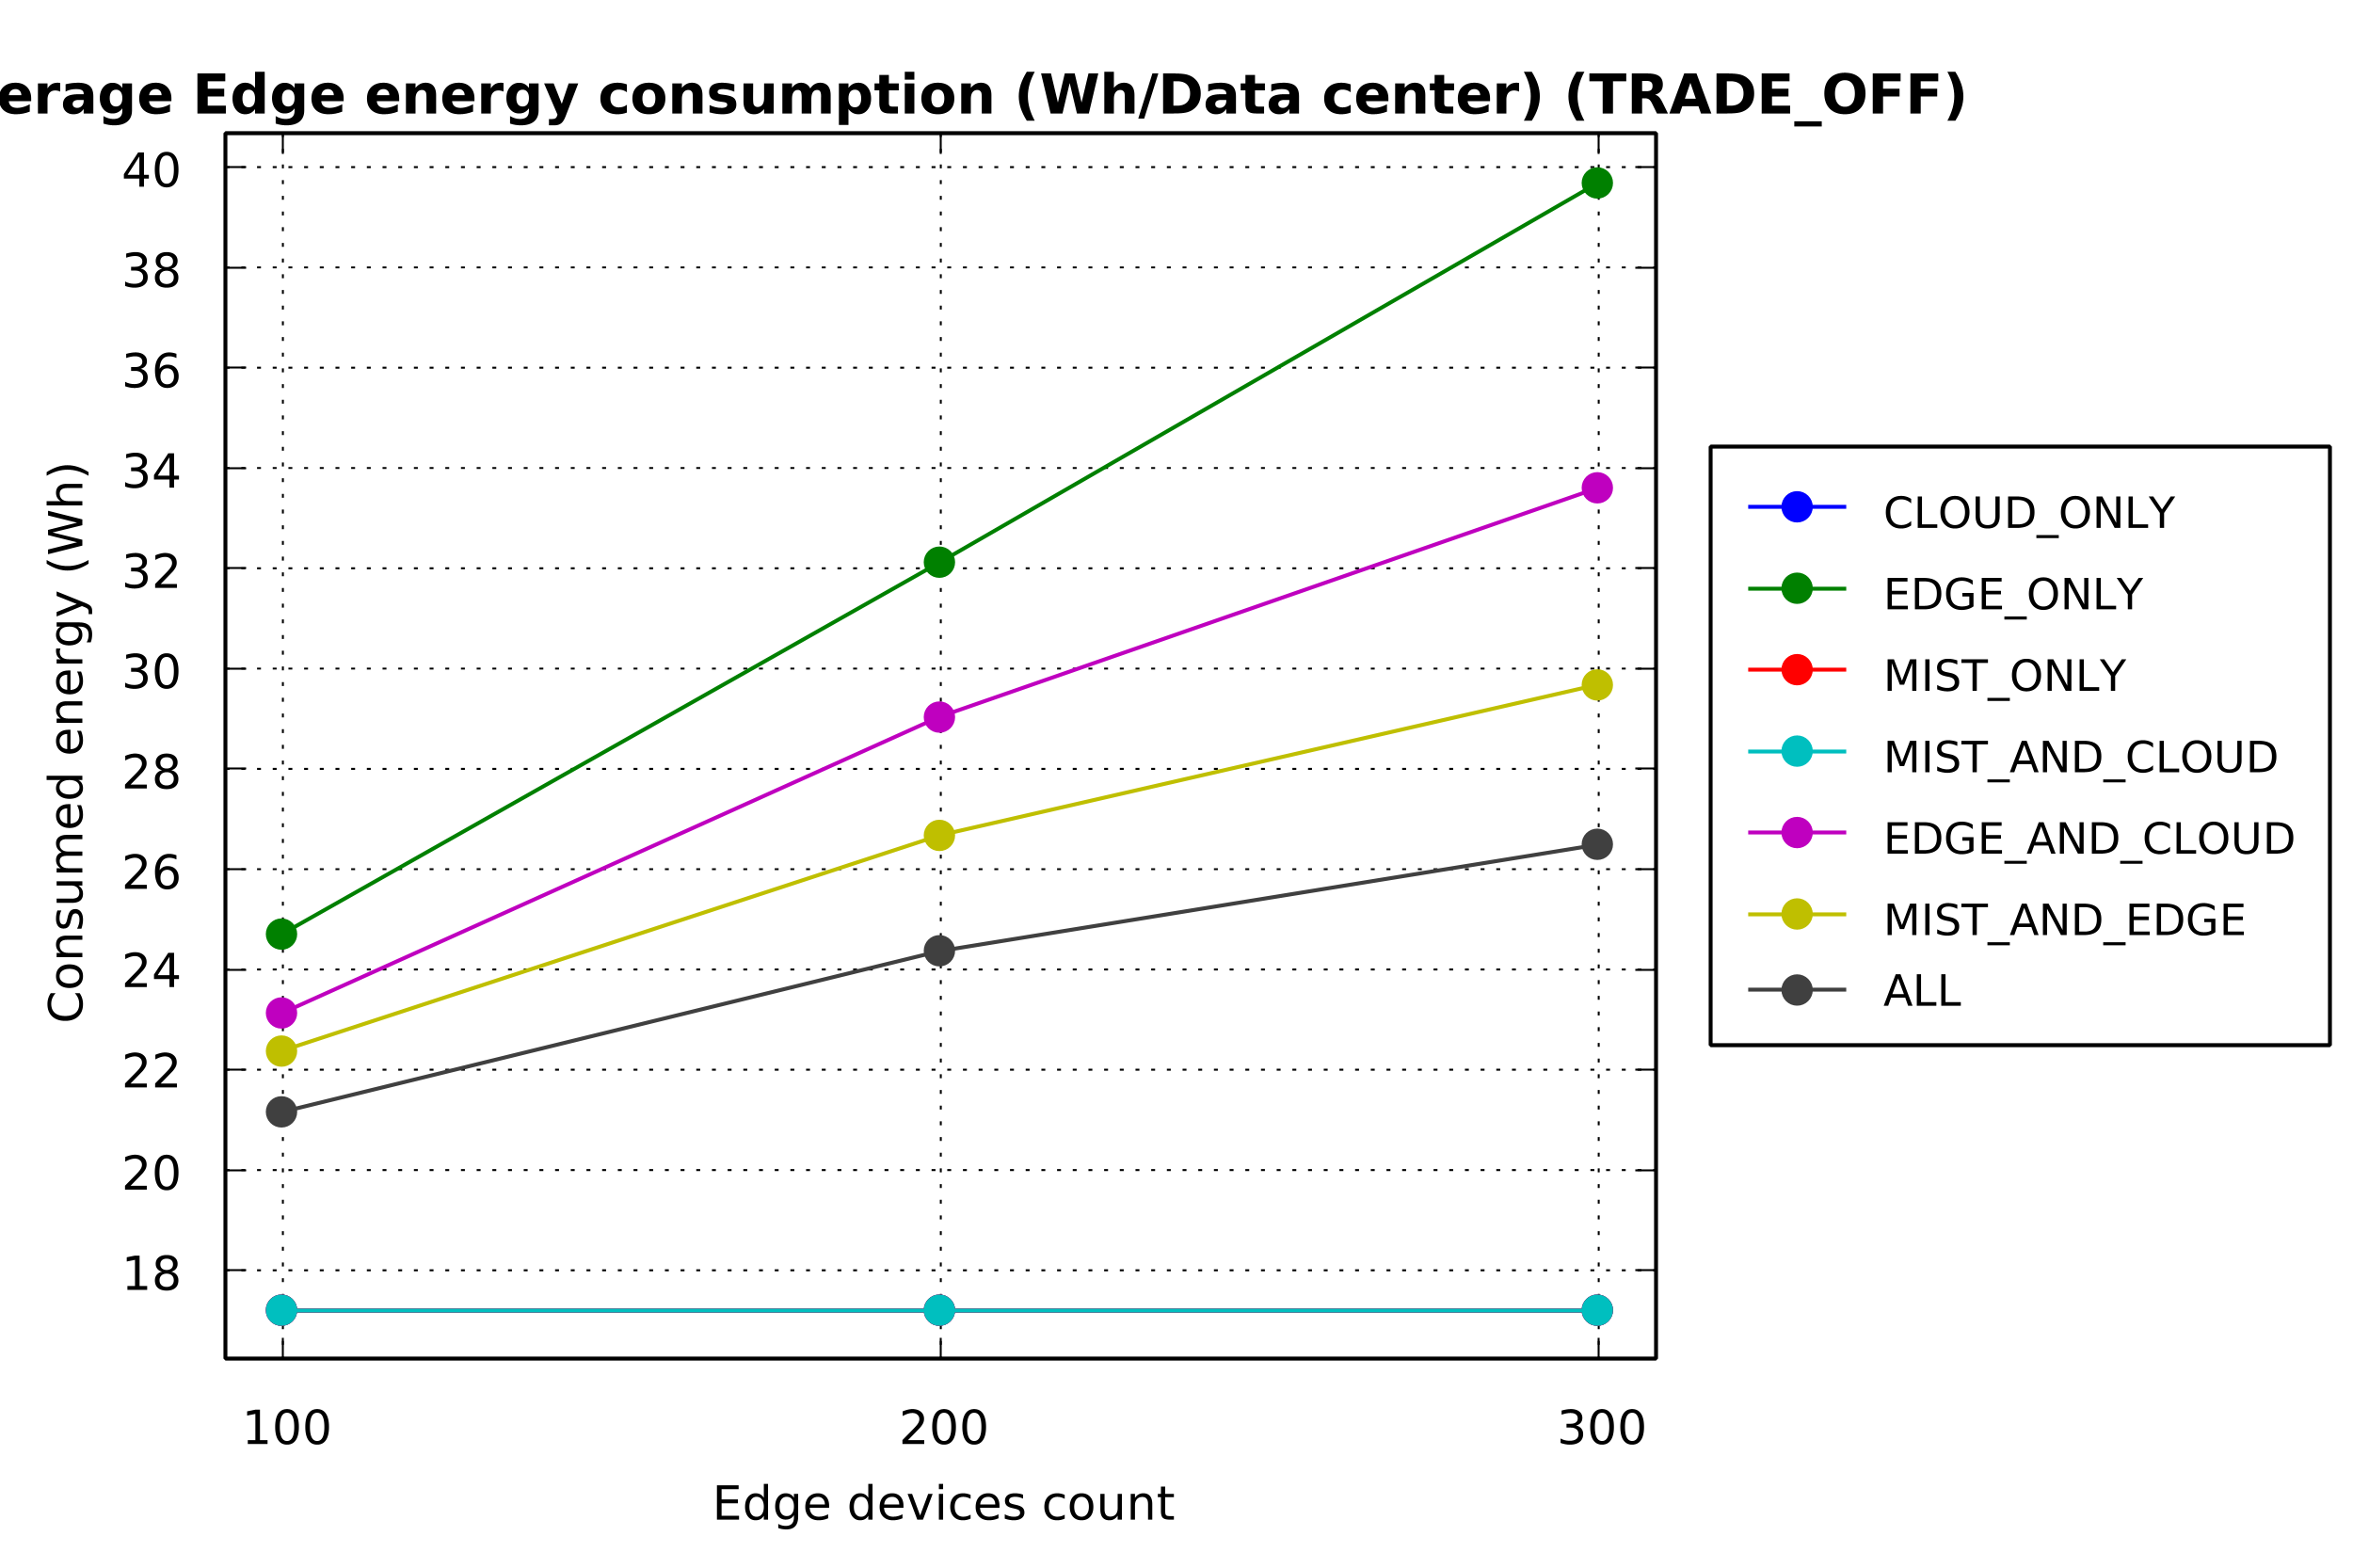 erage Edge energy consumption (Wh/Data center) (TRADE_OFF)
40
38
36
34
32
30
28
26
24
22
20
18
Consumed energy (Wh)
100 200 300
Edge devices count
CLOUD_ONLY
EDGE_ONLY
MIST_ONLY
MIST_AND_CLOUD
EDGE_AND_CLOUD
MIST_AND_EDGE
ALL